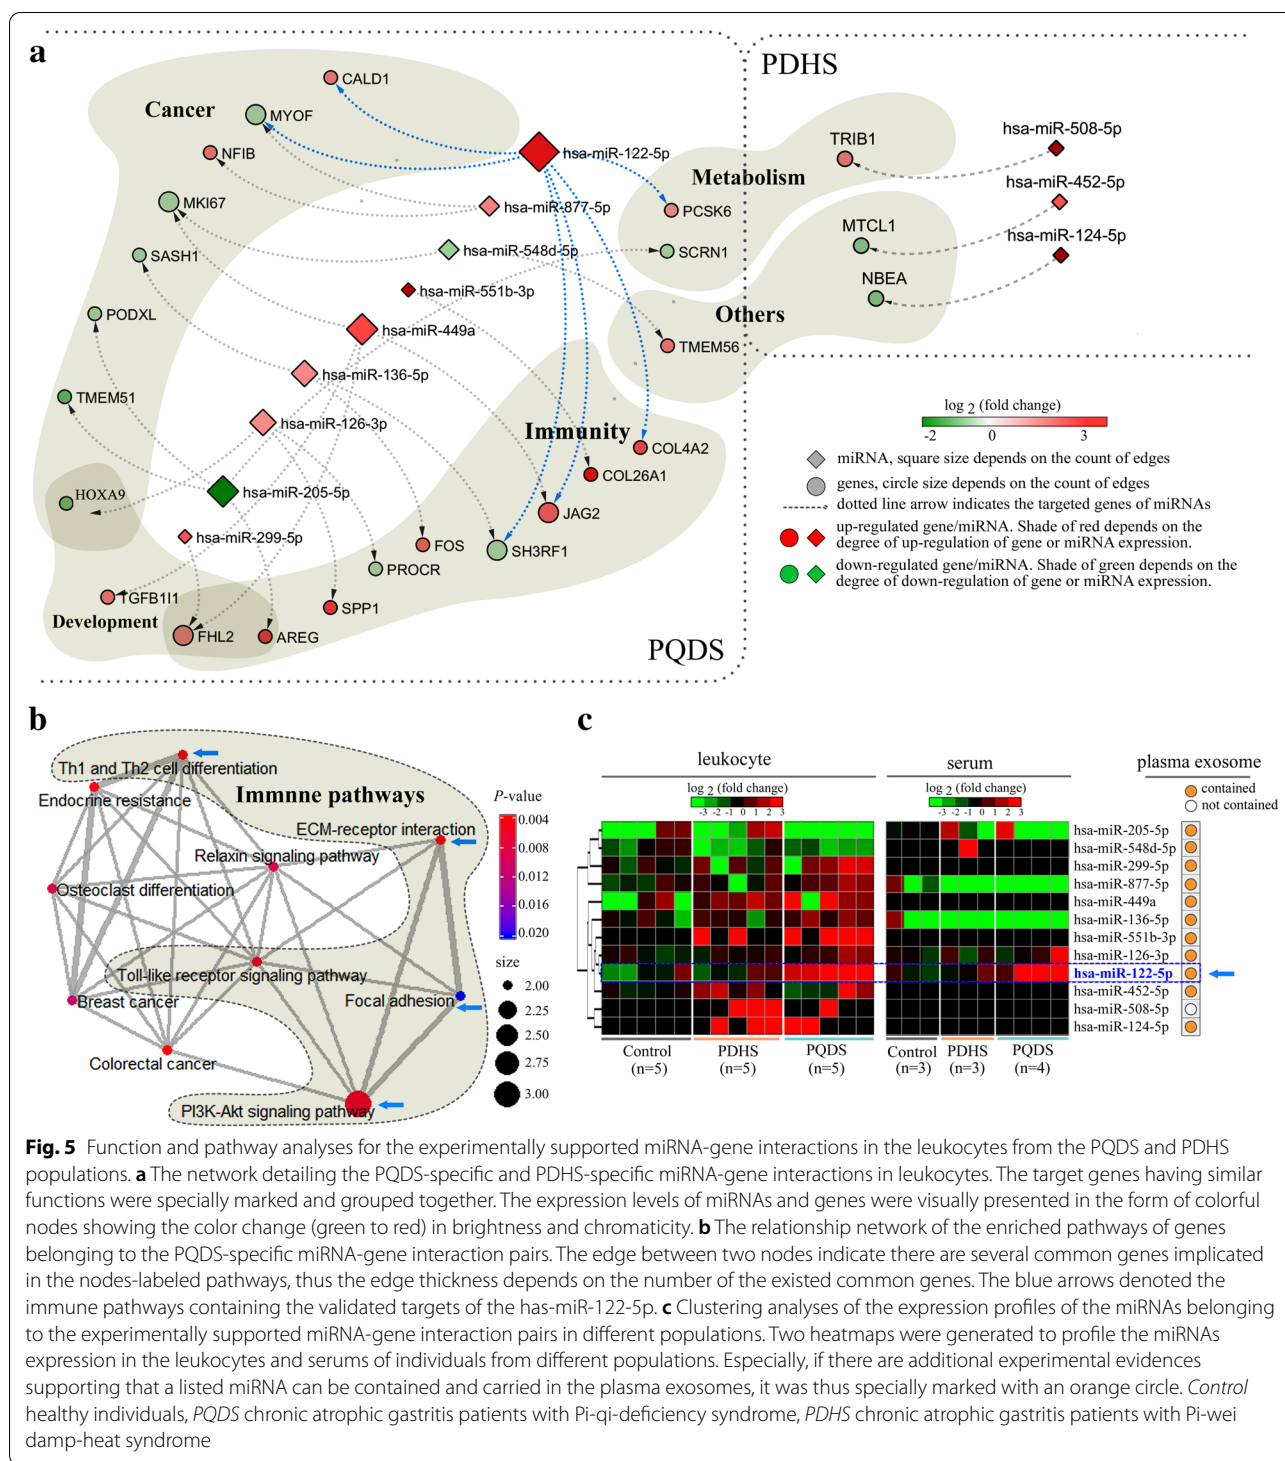 a
PDHS
CALD1
Cancer
MYOF
NFIB
hsa-miR-122-5p
TRIB1
hsa-miR-508-5p
Metabolism
hsa-miR-452-5p
MKI67
hsa-miR-877-5p
PCSK6
MTCL1
hsa-miR-124-5p
SASH1
hsa-miR-548d-5p
SCRN1
NBEA
hsa-miR-551b-3p
PODXL
hsa-miR-449a
Others
TMEM56
hsa-miR-136-5p
TMEM51
hsa-miR-126-3p
Immunity
COL4A2
COL26A1
HOXA9
hsa-miR-205-5p
JAG2
hsa-miR-299-5p
FOS
SH3RF1
PROCR
TGFB1I1
SPP1
Development
FHL2
AREG
PQDS
log 2 (fold change)
-2 0 3
miRNA, square size depends on the count of edges
genes, circle size depends on the count of edges
dotted line arrow indicates the targeted genes of miRNAs
up-regulated gene/miRNA. Shade of red depends on the
degree of up-regulation of gene or miRNA expression.
down-regulated gene/miRNA. Shade of green depends on the
degree of down-regulation of gene or miRNA expression.
b
Th1 and Th2 cell differentiation
Endocrine resistance
Immnne pathways
ECM-receptor interaction
Relaxin signaling pathway
Osteoclast differentiation
Toll-like receptor signaling pathway
Breast cancer
Focal adhesion
Colorectal cancer
PI3K-Akt signaling pathway
P-value
0.004
0.008
0.012
0.016
0.020
size
2.00
2.25
2.50
2.75
3.00
c
leukocyte
serum
plasma exosome
log 2 (fold change)
-3 -2 -1 0 1 2 3
log 2 (fold change)
-3 -2 -1 0 1 2 3
contained
not contained
hsa-miR-205-5p
hsa-miR-548d-5p
hsa-miR-299-5p
hsa-miR-877-5p
hsa-miR-449a
hsa-miR-136-5p
hsa-miR-551b-3p
hsa-miR-126-3p
hsa-miR-122-5p
hsa-miR-452-5p
hsa-miR-508-5p
hsa-miR-124-5p
Control PDHS PQDS Control PDHS PQDS
(n=5) (n=5) (n=5) (n=3) (n=3) (n=4)
Fig. 5 Function and pathway analyses for the experimentally supported miRNA-gene interactions in the leukocytes from the PQDS and PDHS
populations. a The network detailing the PQDS-specific and PDHS-specific miRNA-gene interactions in leukocytes. The target genes having similar
functions were specially marked and grouped together. The expression levels of miRNAs and genes were visually presented in the form of colorful
nodes showing the color change (green to red) in brightness and chromaticity. b The relationship network of the enriched pathways of genes
belonging to the PQDS-specific miRNA-gene interaction pairs. The edge between two nodes indicate there are several common genes implicated
in the nodes-labeled pathways, thus the edge thickness depends on the number of the existed common genes. The blue arrows denoted the
immune pathways containing the validated targets of the has-miR-122-5p. c Clustering analyses of the expression profiles of the miRNAs belonging
to the experimentally supported miRNA-gene interaction pairs in different populations. Two heatmaps were generated to profile the miRNAs
expression in the leukocytes and serums of individuals from different populations. Especially, if there are additional experimental evidences
supporting that a listed miRNA can be contained and carried in the plasma exosomes, it was thus specially marked with an orange circle. Control
healthy individuals, PQDS chronic atrophic gastritis patients with Pi-qi-deficiency syndrome, PDHS chronic atrophic gastritis patients with Pi-wei
damp-heat syndrome